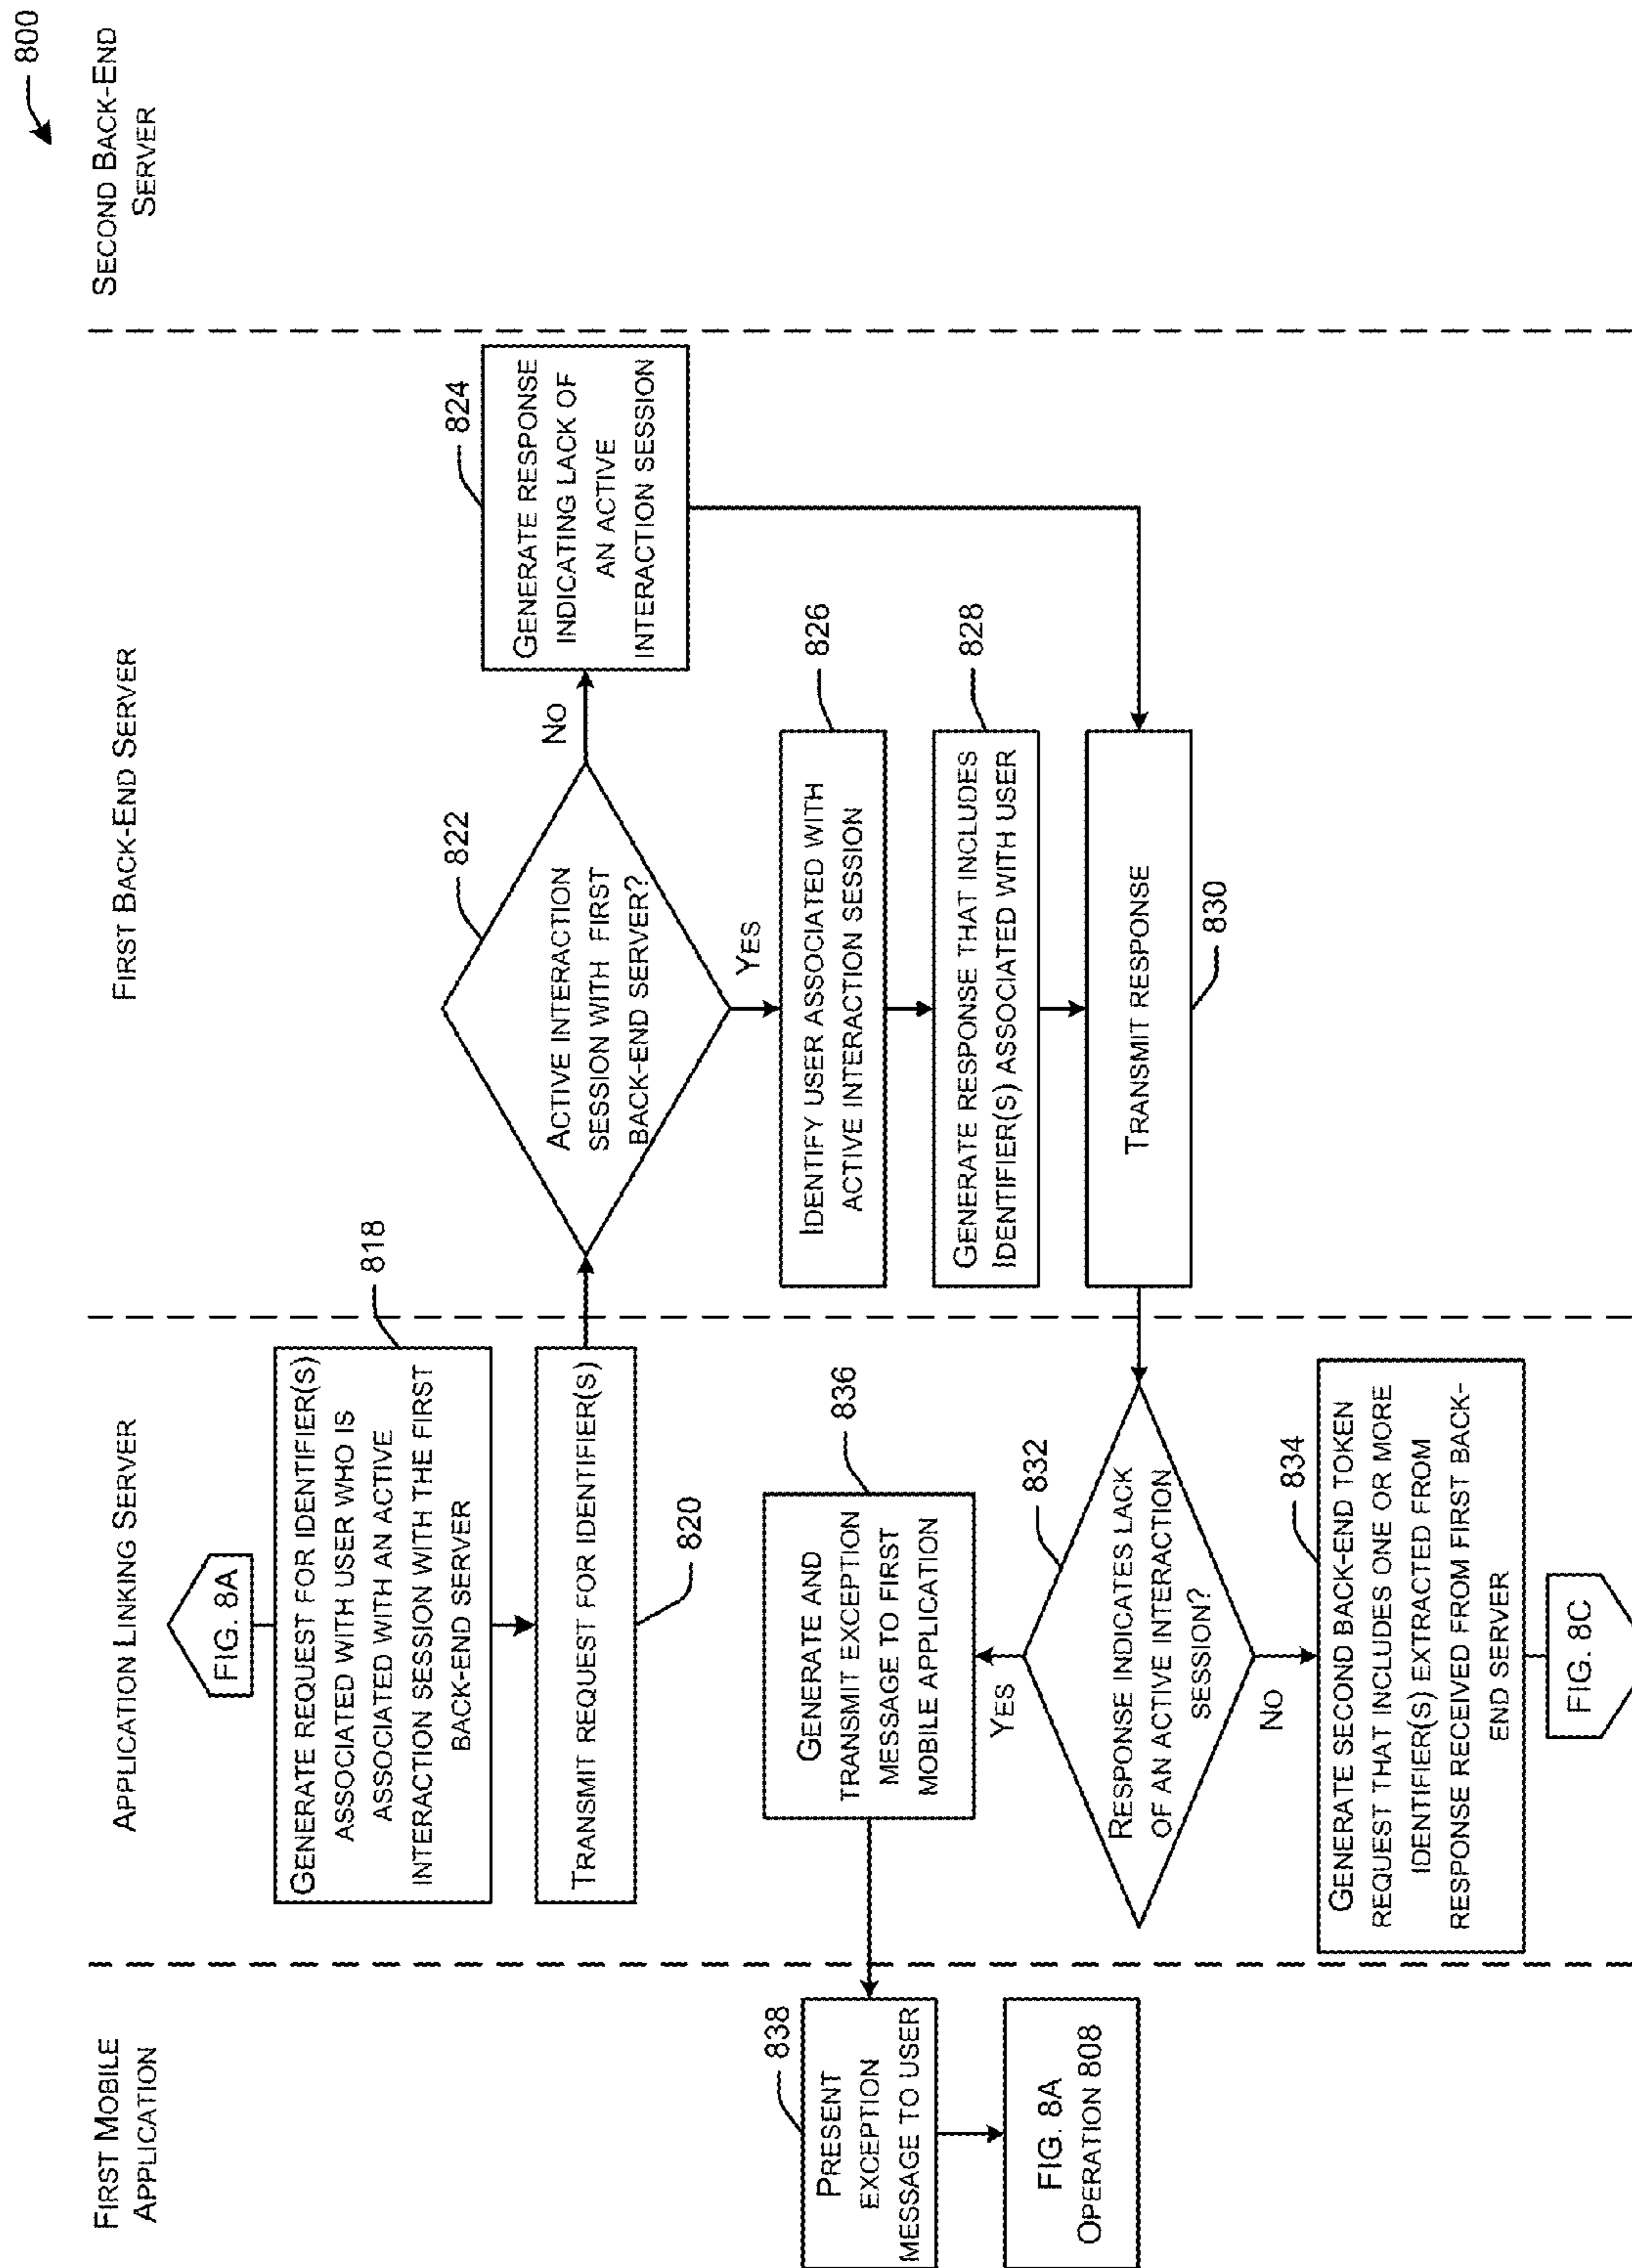 800
FIRST MOBILE
APPLICATION
APPLICATION LINKING SERVER
FIRST BACK-END SERVER
SECOND BACK-END
SERVER
FIG. 8A
818
GENERATE REQUEST FOR IDENTIFIER(S)
ASSOCIATED WITH USER WHO IS
ASSOCIATED WITH AN ACTIVE
INTERACTION SESSION WITH THE FIRST
BACK-END SERVER
TRANSMIT REQUEST FOR IDENTIFIER(S)
820
822
ACTIVE INTERACTION
SESSION WITH FIRST
BACK-END SERVER?
NO
824
GENERATE RESPONSE
INDICATING LACK OF
AN ACTIVE
INTERACTION SESSION
YES
826
IDENTIFY USER ASSOCIATED WITH
ACTIVE INTERACTION SESSION
828
GENERATE RESPONSE THAT INCLUDES
IDENTIFIER(S) ASSOCIATED WITH USER
TRANSMIT RESPONSE
830
832
RESPONSE INDICATES LACK
OF AN ACTIVE INTERACTION
SESSION?
YES
836
GENERATE AND
TRANSMIT EXCEPTION
MESSAGE TO FIRST
MOBILE APPLICATION
838
PRESENT
EXCEPTION
MESSAGE TO USER
FIG. 8A
OPERATION 808
NO
834
GENERATE SECOND BACK-END TOKEN
REQUEST THAT INCLUDES ONE OR MORE
IDENTIFIER(S) EXTRACTED FROM
RESPONSE RECEIVED FROM FIRST BACK-
END SERVER
FIG. 8C